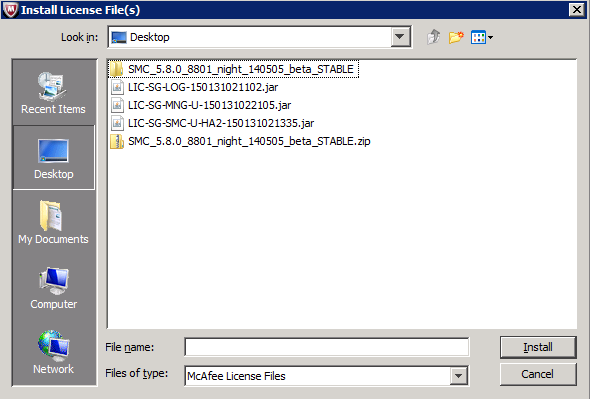 Install License File(s)
Look in: Desktop
Recent Items
Desktop
My Documents
Computer
Network
SMC_5.8.0_8801_night_140505_beta_STABLE
LIC-SG-LOG-150131021102.jar
LIC-SG-MNG-U-150131022105.jar
LIC-SG-SMC-U-HA2-150131021335.jar
SMC_5.8.0_8801_night_140505_beta_STABLE.zip
File name:
Install
Files of type: McAfee License Files
Cancel